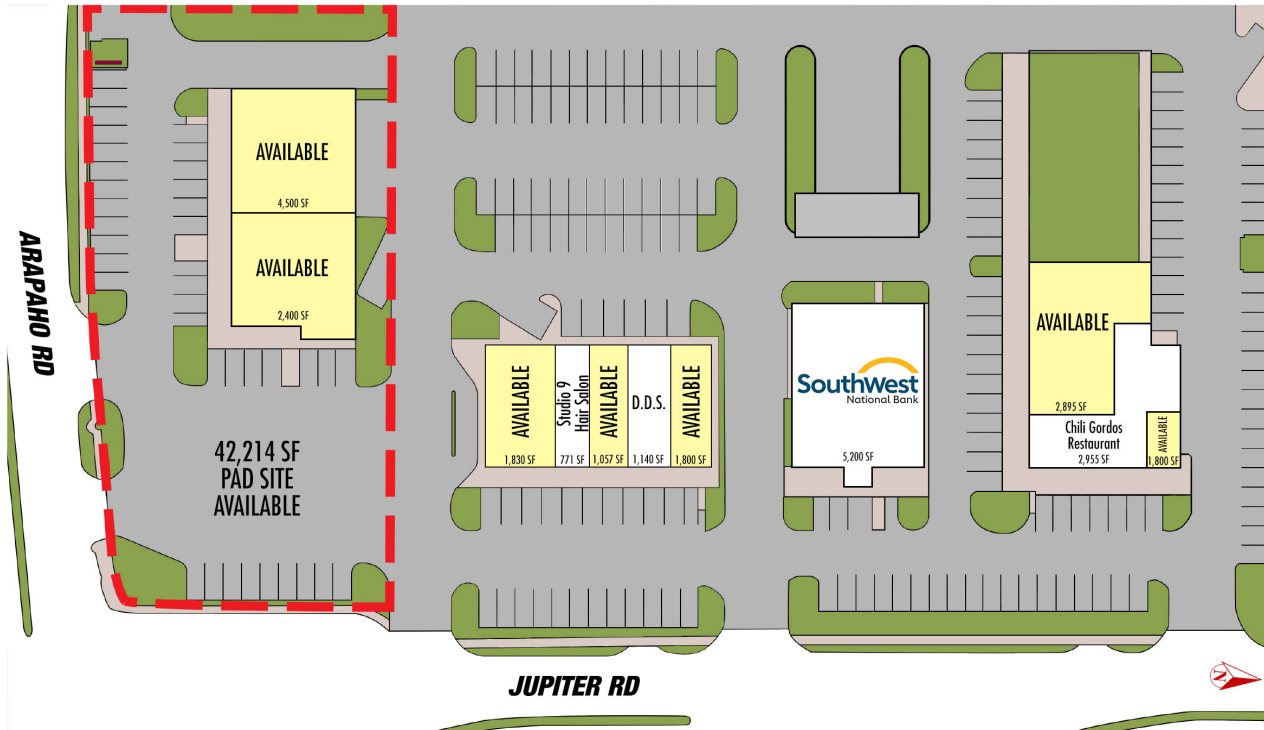 AVAILABLE
4,500 SF
AVAILABLE
2,400 SF
ARAPAHO RD
42,214 SF
PAD SITE
AVAILABLE
AVAILABLE
1,830 SF
Studio 9
Hair Salon
771 SF
AVAILABLE
1,057 SF
D.D.S.
1,140 SF
AVAILABLE
1,800 SF
SouthWest
National Bank
5,200 SF
AVAILABLE
2,895 SF
Chili Gordos
Restaurant
2,955 SF
AVAILABLE
1,800 SF
JUPITER RD
N